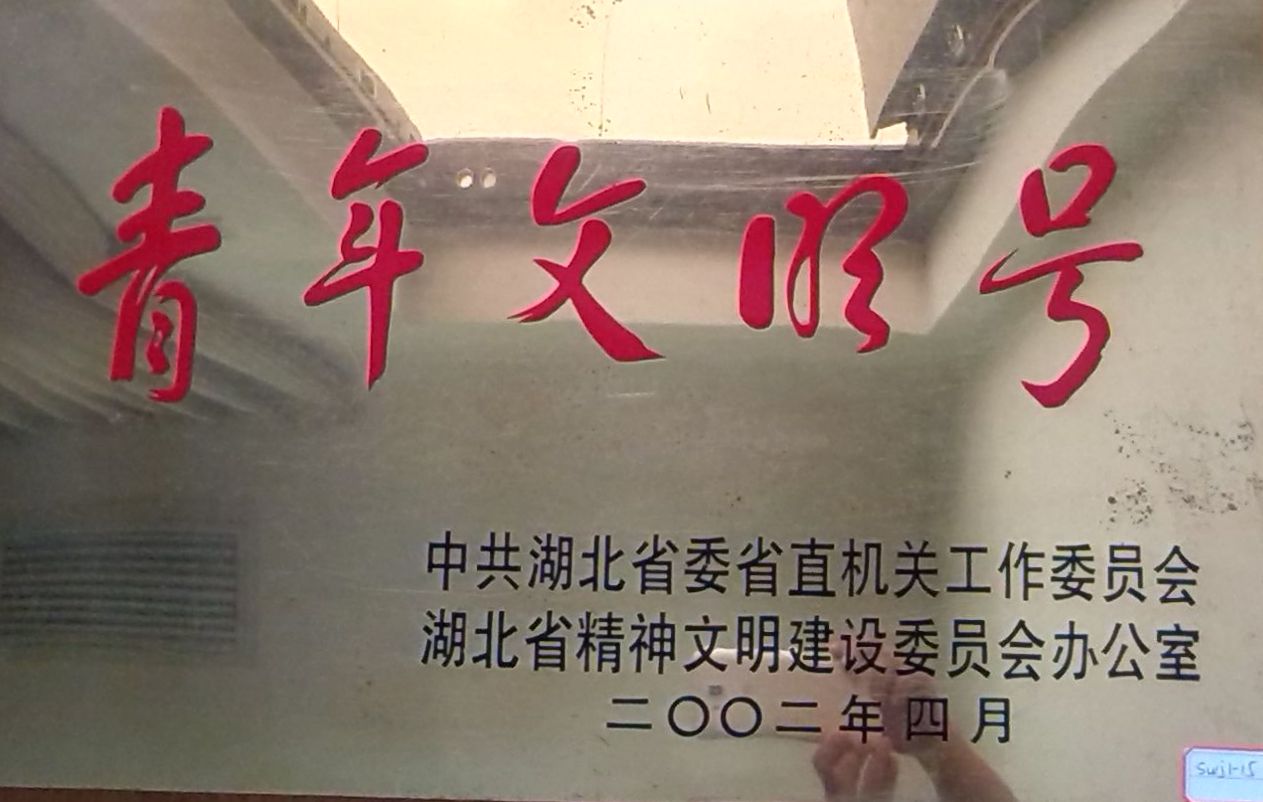 青年文明号
中共湖北省委省直机关工作委员会
湖北省精神文明建设委员会办公室
二〇〇二年四月